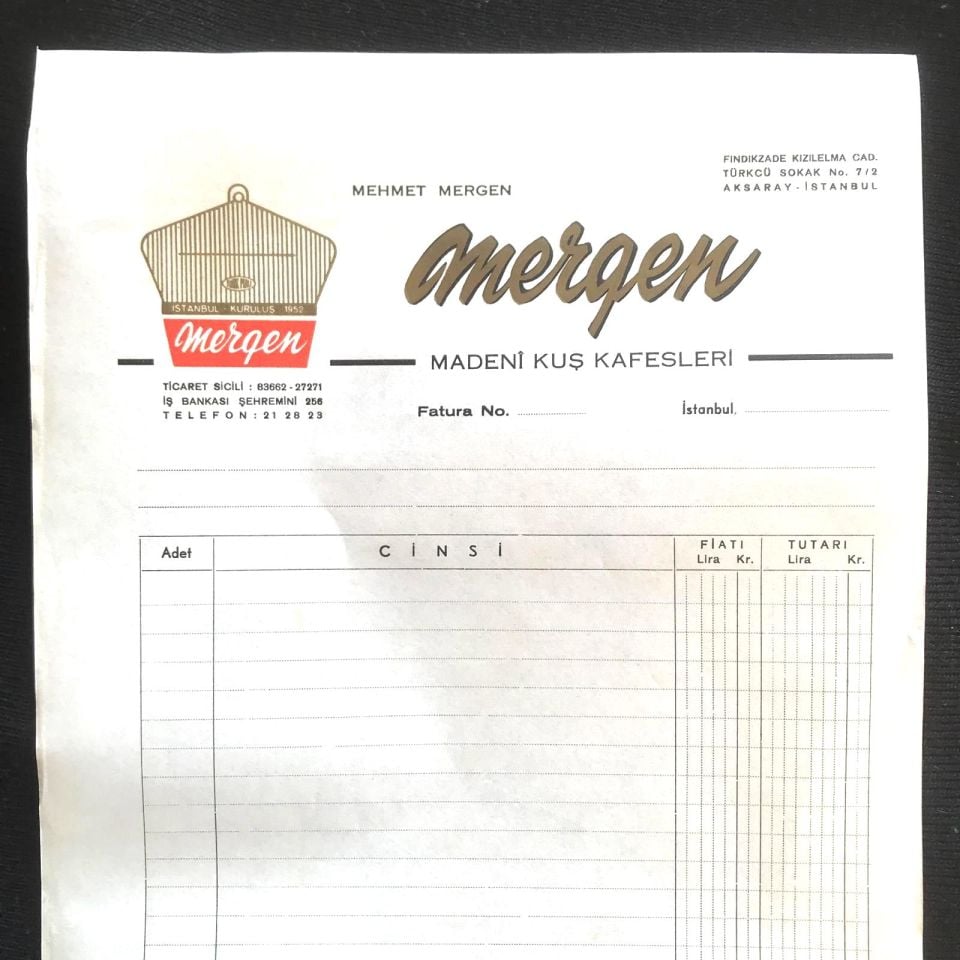 FINDIKZADE KIZILELMA CAD.
TÜRKCÜ SOKAK No. 7/2
AKSARAY - İSTANBUL
MEHMET MERGEN
mergen
İSTANBUL - KURULUŞ 1952
mergen
MADENÎ KUŞ KAFESLERİ
TİCARET SİCİLİ : 83662 - 27271
İŞ BANKASI ŞEHREMİNİ 256
TELEFON : 21 28 23
Fatura No.
İstanbul,
Adet CİNSİ FİATI TUTARI
Lira Kr. Lira Kr.